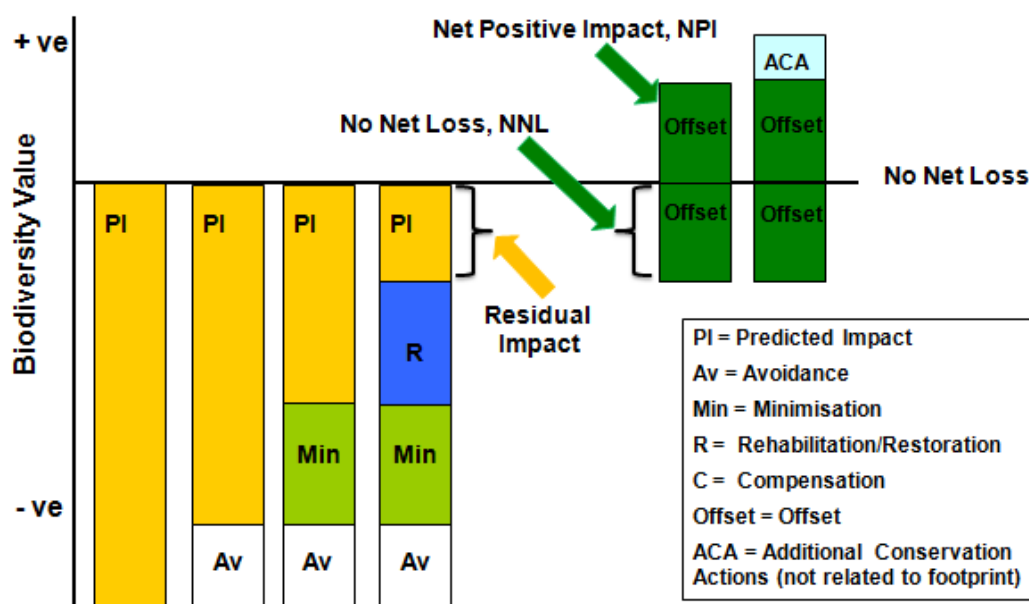 + ve
Net Positive Impact, NPI
ACA
No Net Loss, NNL
Offset
Offset
No Net Loss
Biodiversity Value
PI
PI
PI
PI
Offset
Offset
Residual
Impact
R
Min
Min
- ve
Av
Av
Av
PI = Predicted Impact
Av = Avoidance
Min = Minimisation
R = Rehabilitation/Restoration
C = Compensation
Offset = Offset
ACA = Additional Conservation
Actions (not related to footprint)